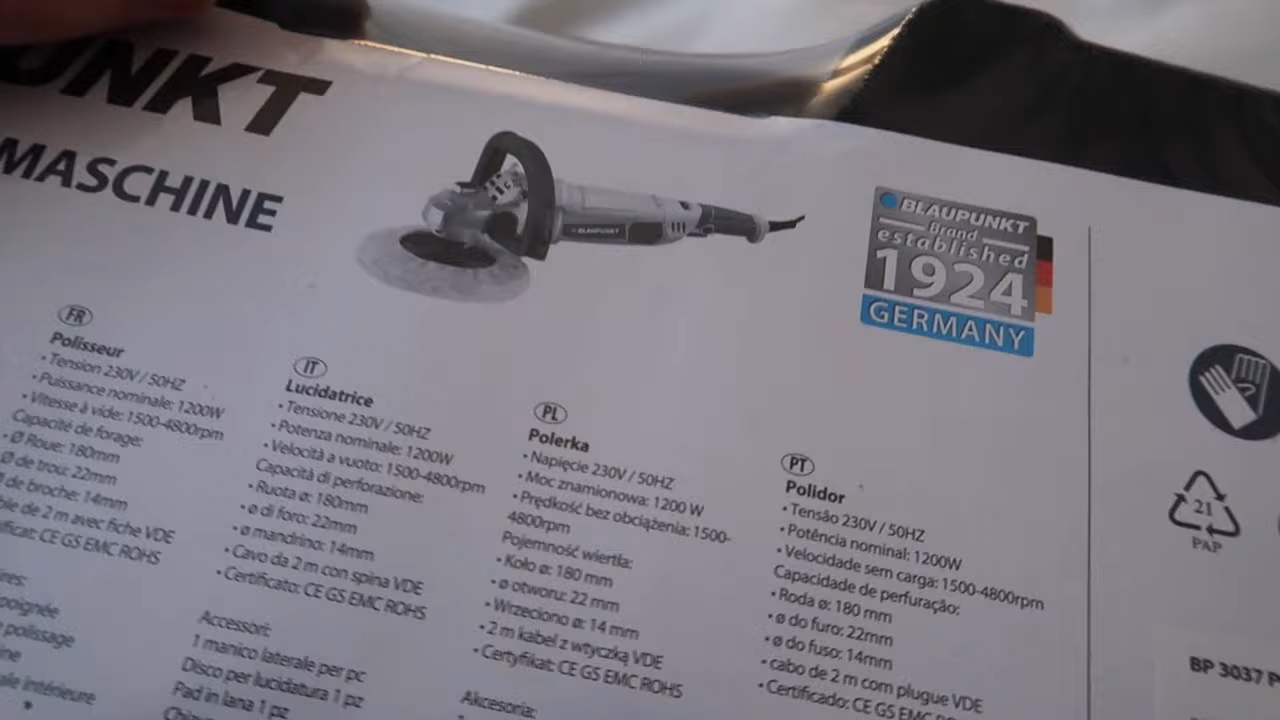 MASCHINE
BLAUPUNKT
BLAUPUNKT
Brand
established
1924
GERMANY
FR
Polisseur
• Tension 230V / 50HZ
• Puissance nominale: 1200W
• Vitesse à vide: 1500-4800rpm
Capacité de forage:
• Ø Roue: 180mm
Ø de trou: 22mm
de broche: 14mm
de 2 m avec fiche VDE
CE GS EMC ROHS
polissage
IT
Lucidatrice
• Tensione 230V / 50HZ
• Potenza nominale: 1200W
• Velocità a vuoto: 1500-4800rpm
Capacità di perforazione:
• Ruota ø: 180mm
• ø di foro: 22mm
• ø mandrino: 14mm
• Cavo da 2 m con spina VDE
• Certificato: CE GS EMC ROHS
Accessori:
1 manico laterale per pc
Disco per lucidatura 1 pz
Pad in lana 1 pz
PL
Polerka
• Napięcie 230V / 50HZ
• Moc znamionowa: 1200 W
• Prędkość bez obciążenia: 1500-
4800rpm
Pojemność wiertła:
• Koło ø: 180 mm
• ø otworu: 22 mm
• Wrzeciono ø: 14 mm
• 2 m kabel z wtyczką VDE
• Certyfikat: CE GS EMC ROHS
Akcesoria:
PT
Polidor
• Tensão 230V / 50HZ
• Potência nominal: 1200W
• Velocidade sem carga: 1500-4800rpm
Capacidade de perfuração:
• Roda ø: 180 mm
• ø do furo: 22mm
• ø do fuso: 14mm
• cabo de 2 m com plugue VDE
• Certificado: CE GS EMC
21
PAP
BP 3037